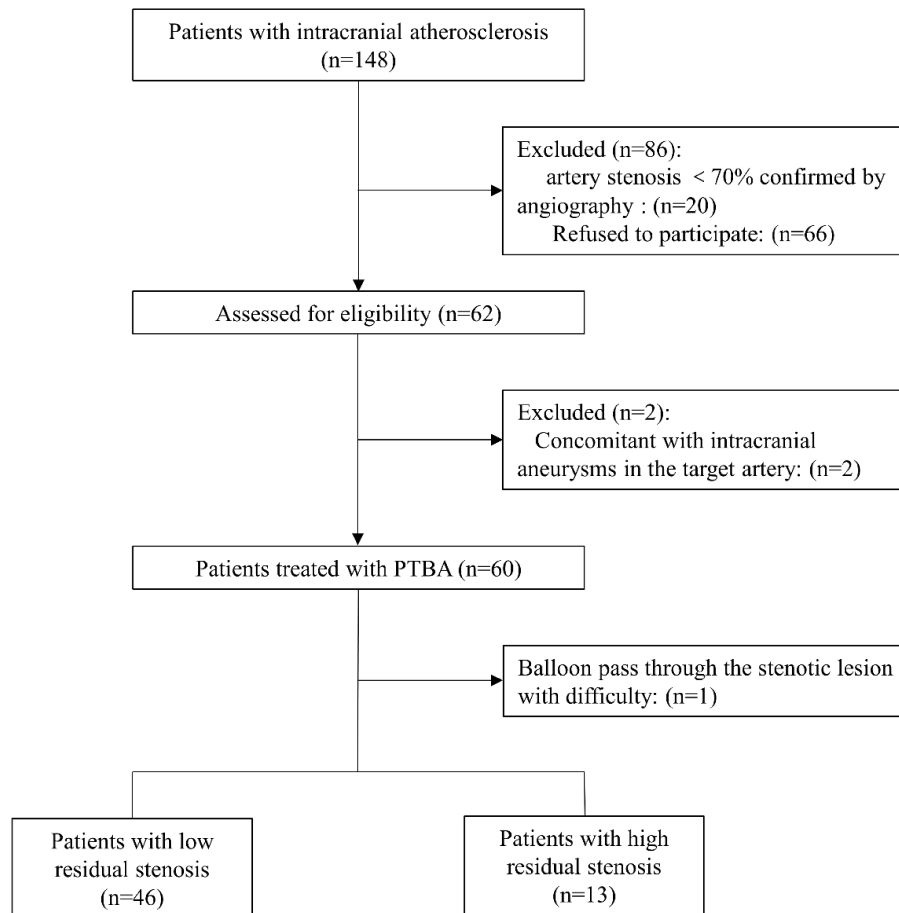 Patients with intracranial atherosclerosis
(n=148)
Excluded (n=86):
artery stenosis < 70% confirmed by
angiography : (n=20)
Refused to participate: (n=66)
Assessed for eligibility (n=62)
Excluded (n=2):
Concomitant with intracranial
aneurysms in the target artery: (n=2)
Patients treated with PTBA (n=60)
Balloon pass through the stenotic lesion
with difficulty: (n=1)
Patients with low
residual stenosis
(n=46)
Patients with high
residual stenosis
(n=13)